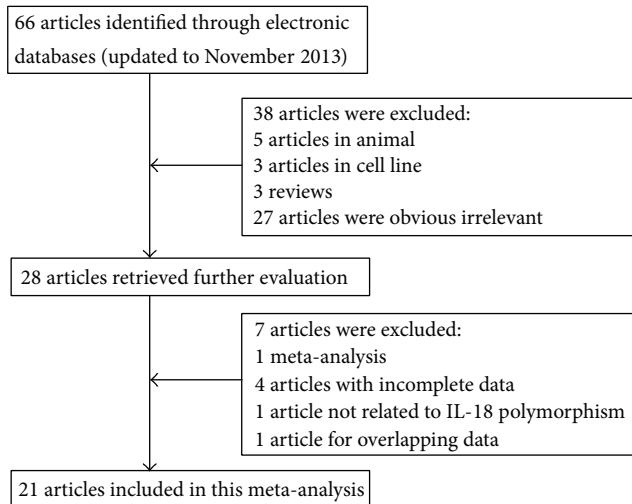 66 articles identified through electronic
databases (updated to November 2013)
38 articles were excluded:
5 articles in animal
3 articles in cell line
3 reviews
27 articles were obvious irrelevant
28 articles retrieved further evaluation
7 articles were excluded:
1 meta-analysis
4 articles with incomplete data
1 article not related to IL-18 polymorphism
1 article for overlapping data
21 articles included in this meta-analysis